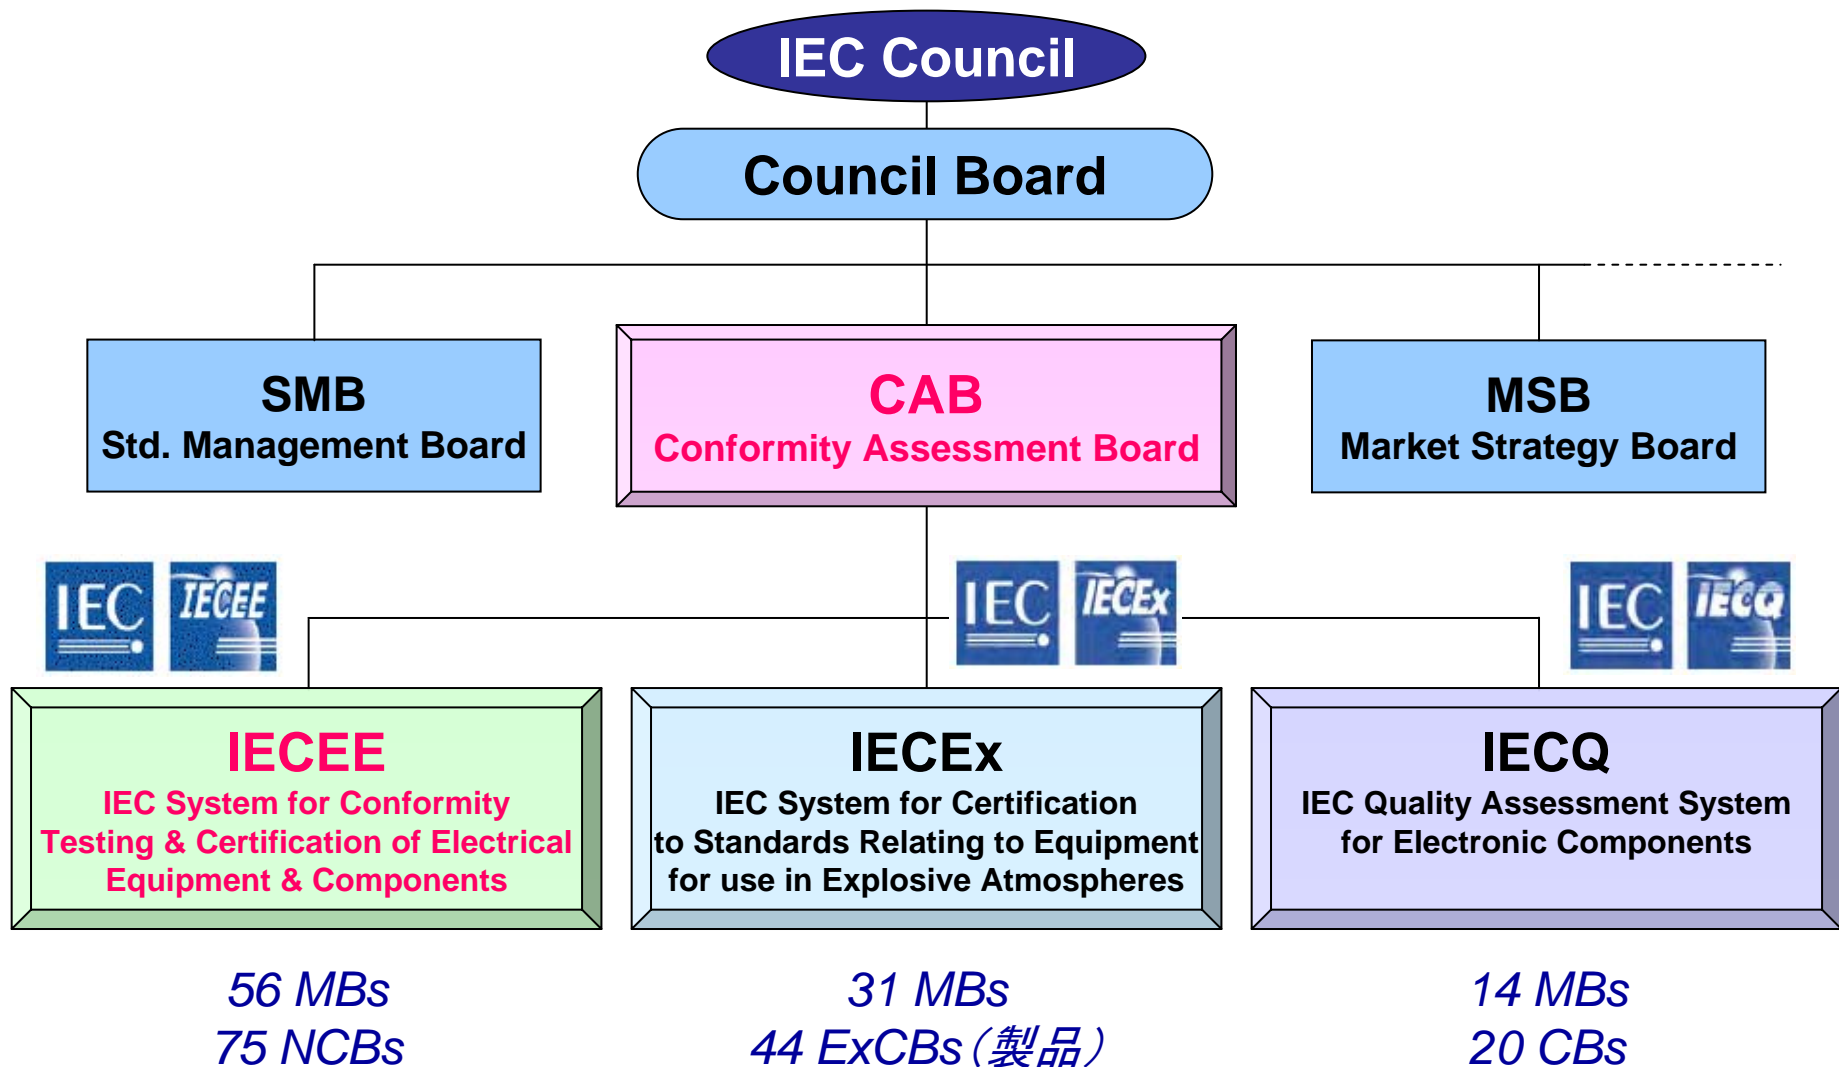 IEC Council
Council Board
SMB
Std. Management Board
CAB
Conformity Assessment Board
MSB
Market Strategy Board
IEC
IECEE
IEC
IECEx
IEC
IECQ
IECEE
IEC System for Conformity
Testing & Certification of Electrical
Equipment & Components
IECEx
IEC System for Certification
to Standards Relating to Equipment
for use in Explosive Atmospheres
IECQ
IEC Quality Assessment System
for Electronic Components
56 MBs
75 NCBs
31 MBs
44 ExCBs（製品）
14 MBs
20 CBs